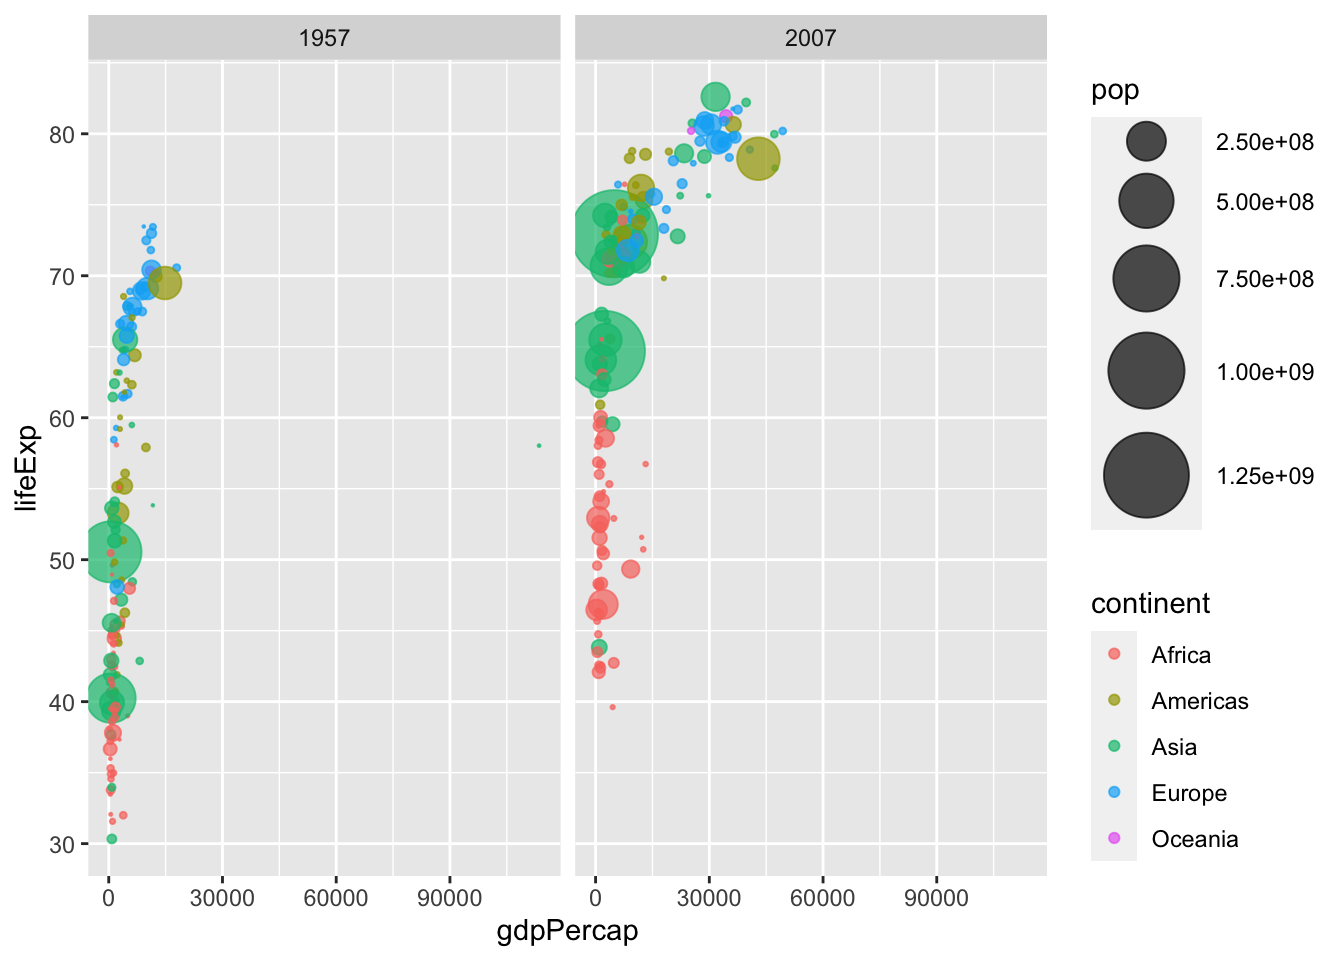 1957
2007
80
70
60
50
40
30
lifeExp
0
30000
60000
90000
0
30000
60000
90000
gdpPercap
pop
2.50e+08
5.00e+08
7.50e+08
1.00e+09
1.25e+09
continent
Africa
Americas
Asia
Europe
Oceania